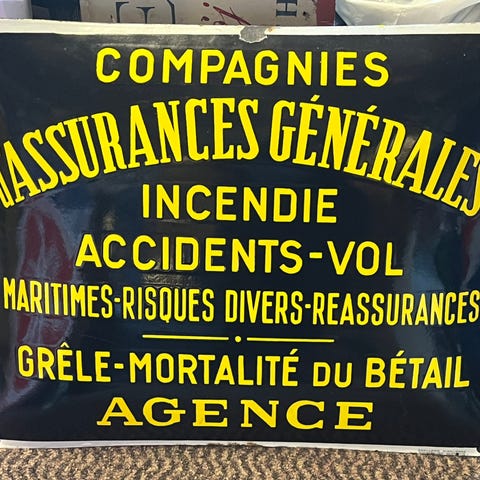 COMPAGNIES
D'ASSURANCES GÉNÉRALES
INCENDIE
ACCIDENTS-VOL
MARITIMES-RISQUES DIVERS-REASSURANCES
GRÊLE-MORTALITÉ DU BÉTAIL
AGENCE